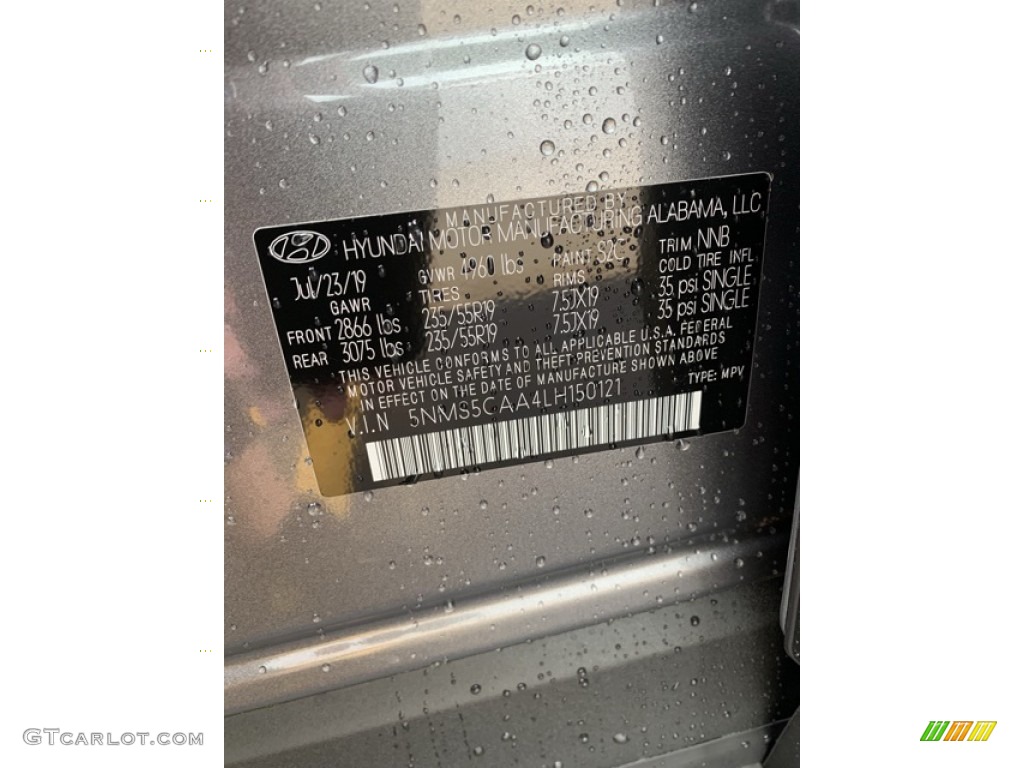 MANUFACTURED BY
HYUNDAI MOTOR MANUFACTURING ALABAMA, LLC
Jul/23/19 GVWR 4960 lbs PAINT S2C TRIM NNB
GAWR TIRES RIMS COLD TIRE INFL
FRONT 2866 lbs 235/55R19 7.5JX19 35 psi SINGLE
REAR 3075 lbs 235/55R19 7.5JX19 35 psi SINGLE
THIS VEHICLE CONFORMS TO ALL APPLICABLE U.S.A. FEDERAL
MOTOR VEHICLE SAFETY AND THEFT PREVENTION STANDARDS
IN EFFECT ON THE DATE OF MANUFACTURE SHOWN ABOVE
V.I.N 5NMS5CAA4LH150121 TYPE: MPV
GTCARLOT.COM